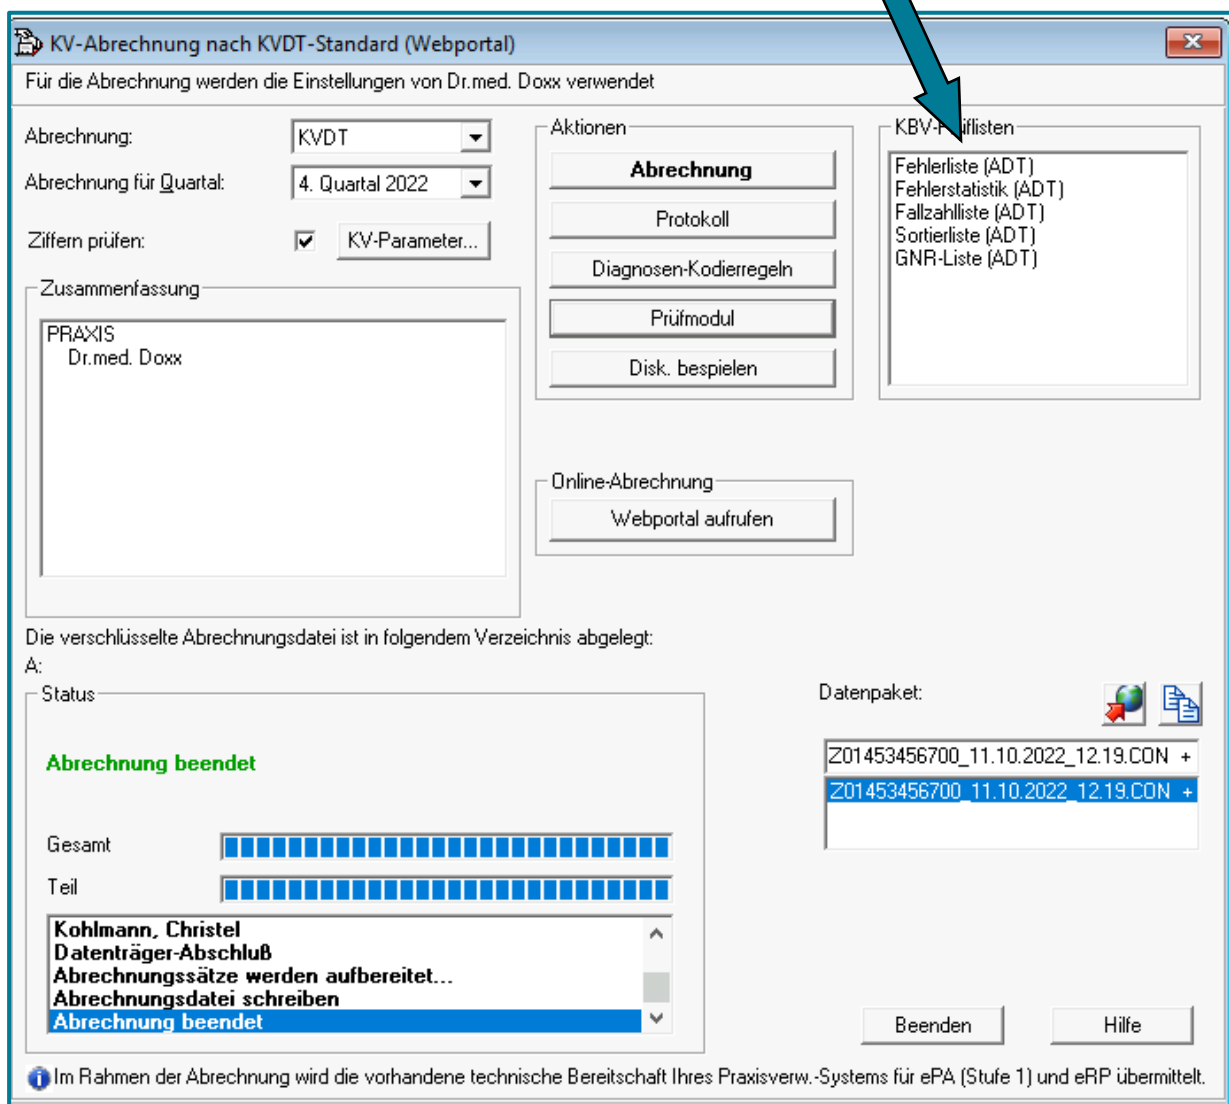 KV-Abrechnung nach KVDT-Standard (Webportal)
Für die Abrechnung werden die Einstellungen von Dr.med. Doxx verwendet
Abrechnung:
KVDT
Abrechnung für Quartal:
4. Quartal 2022
Ziffern prüfen:
KV-Parameter...
Zusammenfassung
PRAXIS
Dr.med. Doxx
Aktionen
Abrechnung
Protokoll
Diagnosen-Kodierregeln
Prüfmodul
Disk. bespielen
KBV-Prüflisten
Fehlerliste (ADT)
Fehlerstatistik (ADT)
Fallzahlliste (ADT)
Sortierliste (ADT)
GNR-Liste (ADT)
Online-Abrechnung
Webportal aufrufen
Die verschlüsselte Abrechnungsdatei ist in folgendem Verzeichnis abgelegt:
A:
Status
Abrechnung beendet
Gesamt
Teil
Kohlmann, Christel
Datenträger-Abschluß
Abrechnungssätze werden aufbereitet...
Abrechnungsdatei schreiben
Abrechnung beendet
Datenpaket:
Z01453456700_11.10.2022_12.19.CON +
Z01453456700_11.10.2022_12.19.CON +
Beenden
Hilfe
Im Rahmen der Abrechnung wird die vorhandene technische Bereitschaft Ihres Praxisverw.-Systems für ePA (Stufe 1) und eRP übermittelt.